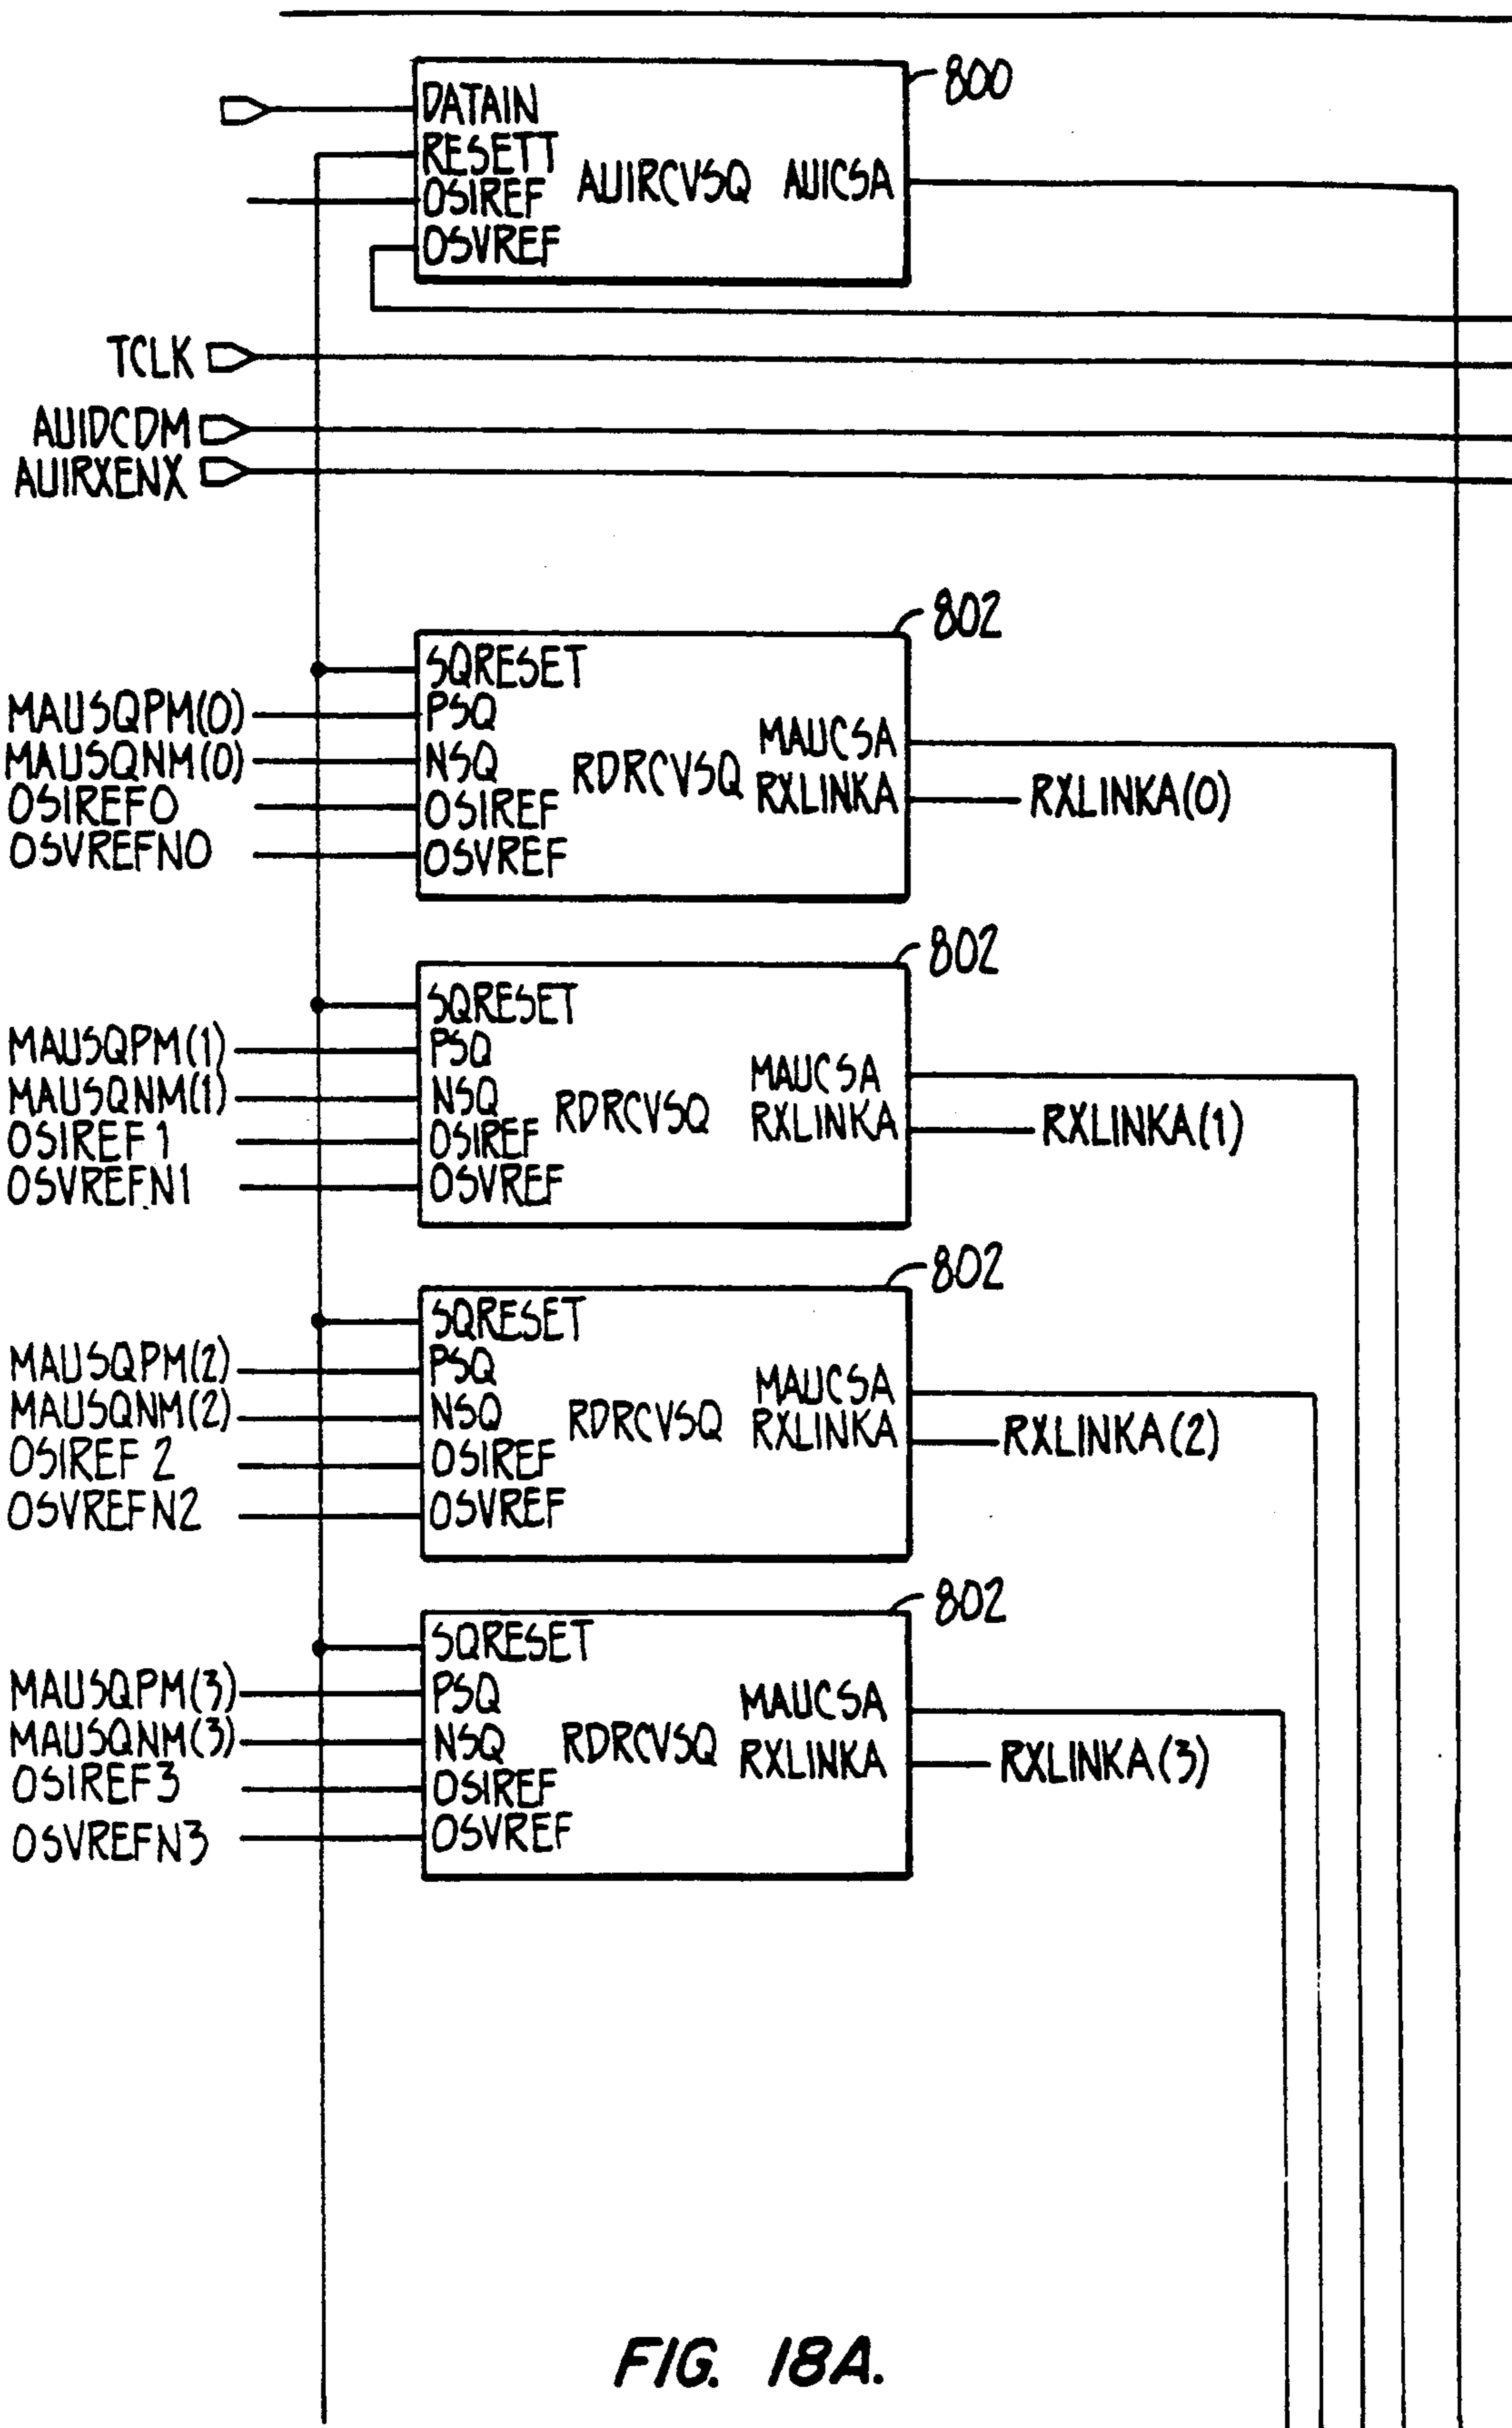 800
DATAIN
RESETT
OSIREF AUIRCVSQ AUICSA
OSVREF
TCLK
AUIDCDM
AUIRXENX
802
SQRESET
MAUSQPM(0) PSQ
MAUCSA
MAUSQNM(0) NSQ RDRCVSQ
OSIREF0 OSIREF RXLINKA RXLINKA(0)
OSVREFN0 OSVREF
802
SQRESET
MAUSQPM(1) PSQ
MAUCSA
MAUSQNM(1) NSQ RDRCVSQ
OSIREF1 OSIREF RXLINKA RXLINKA(1)
OSVREFN1 OSVREF
802
SQRESET
MAUSQPM(2) PSQ
MAUCSA
MAUSQNM(2) NSQ RDRCVSQ RXLINKA RXLINKA(2)
OSIREF 2 OSIREF
OSVREFN2 OSVREF
802
SQRESET
MAUSQPM(3) PSQ MAUCSA
MAUSQNM(3) NSQ RDRCVSQ RXLINKA RXLINKA(3)
OSIREF3 OSIREF
OSVREFN3 OSVREF
FIG. 18A.